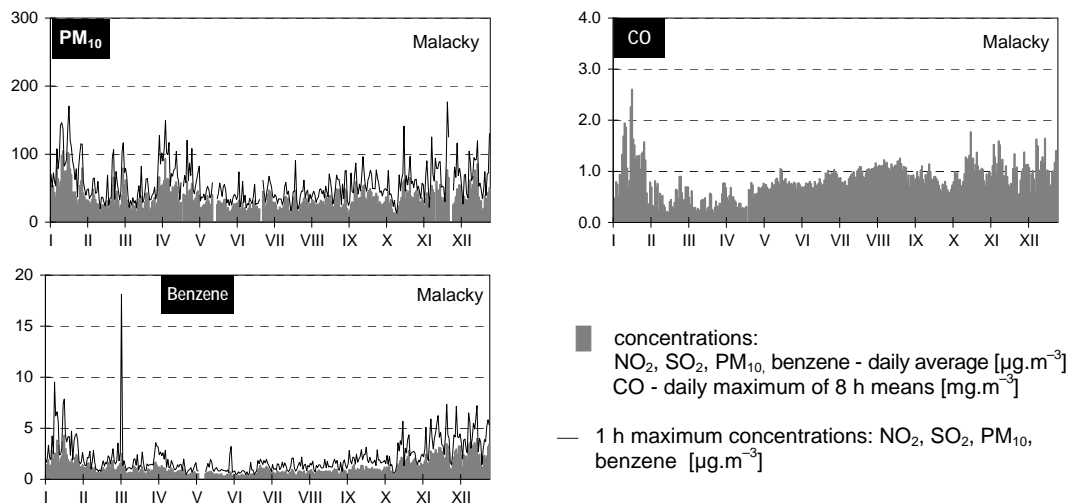 PM₁₀
Malacky
300
200
100
0
I II III IV V VI VII VIII IX X XI XII
CO
Malacky
4.0
3.0
2.0
1.0
0.0
I II III IV V VI VII VIII IX X XI XII
Benzene
Malacky
20
15
10
5
0
I II III IV V VI VII VIII IX X XI XII
concentrations:
NO₂, SO₂, PM₁₀, benzene - daily average [µg.m⁻³]
CO - daily maximum of 8 h means [mg.m⁻³]
— 1 h maximum concentrations: NO₂, SO₂, PM₁₀,
benzene [µg.m⁻³]